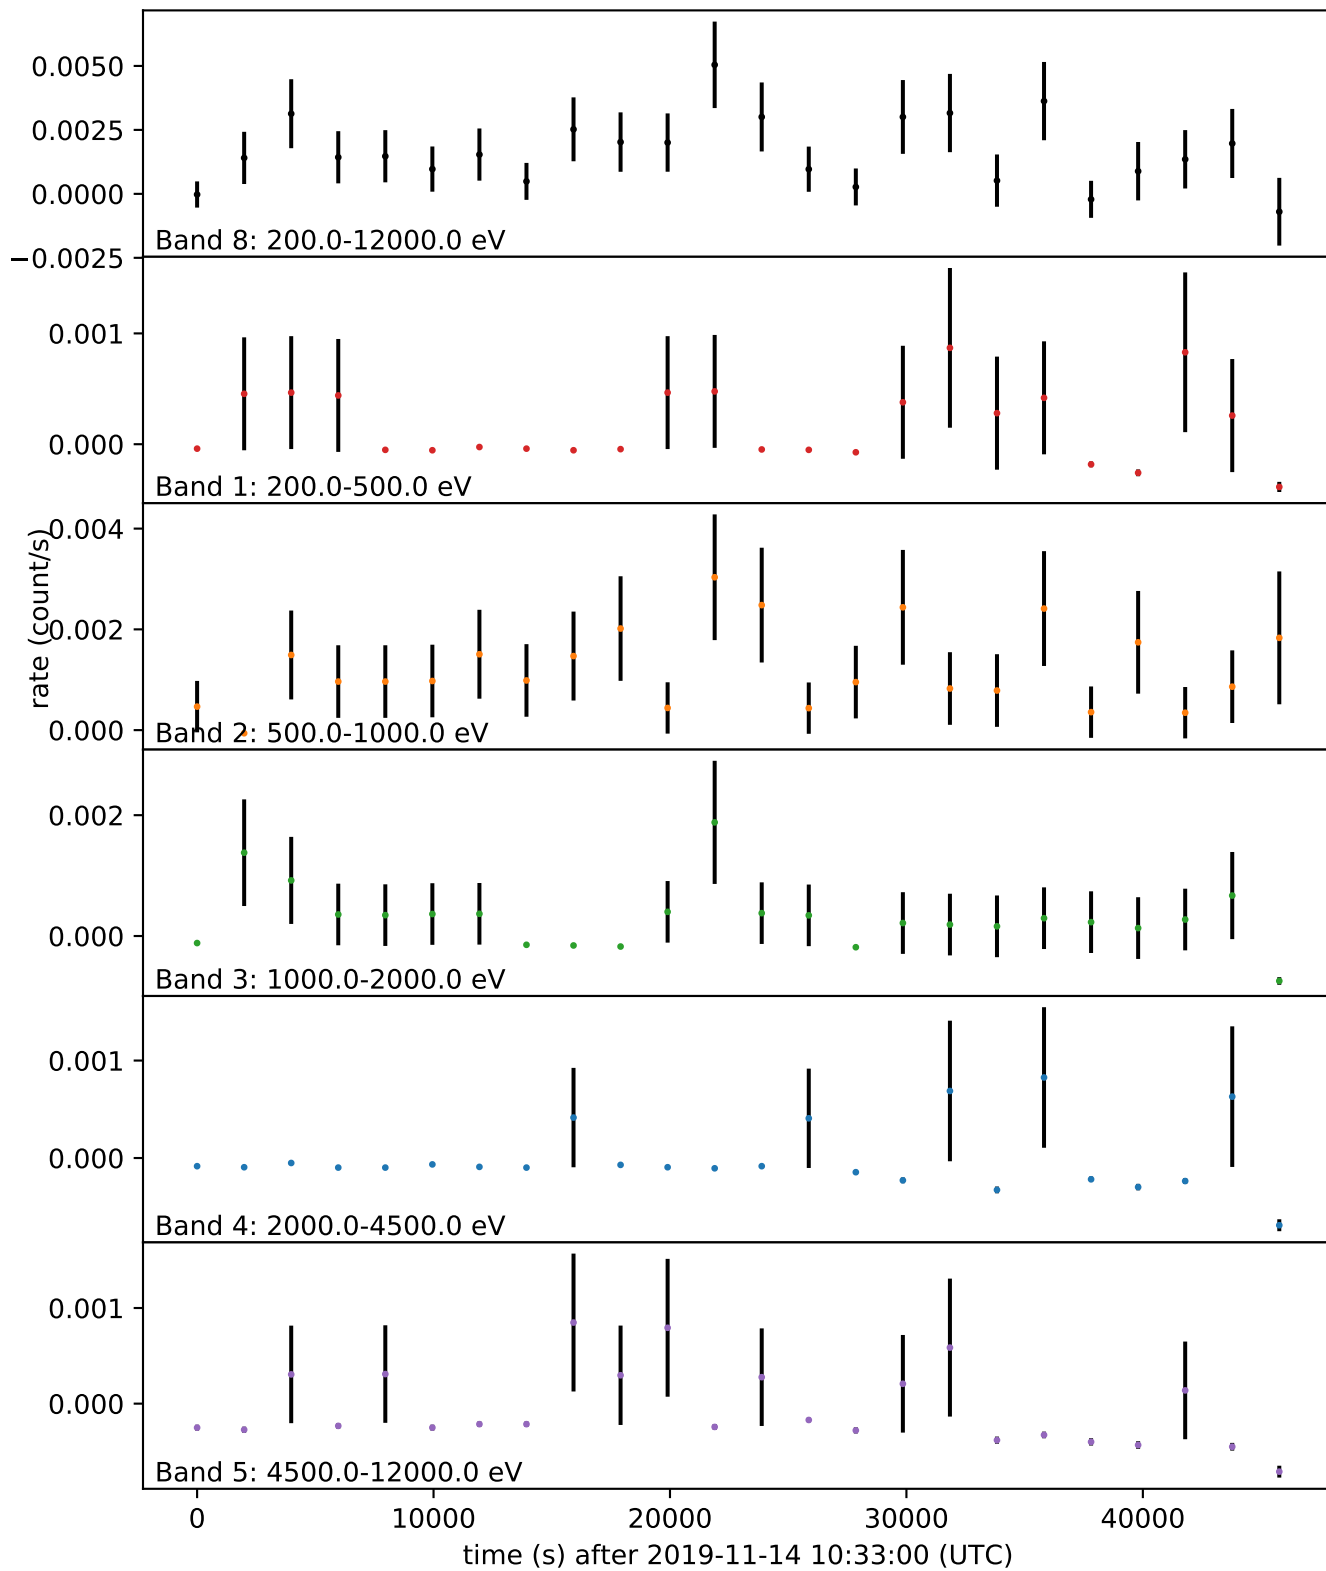 0.0050
0.0025
0.0000
−0.0025
Band 8: 200.0-12000.0 eV
0.001
0.000
Band 1: 200.0-500.0 eV
rate (count/s)
0.004
0.002
0.000
Band 2: 500.0-1000.0 eV
0.002
0.000
Band 3: 1000.0-2000.0 eV
0.001
0.000
Band 4: 2000.0-4500.0 eV
0.001
0.000
Band 5: 4500.0-12000.0 eV
0 10000 20000 30000 40000
time (s) after 2019-11-14 10:33:00 (UTC)